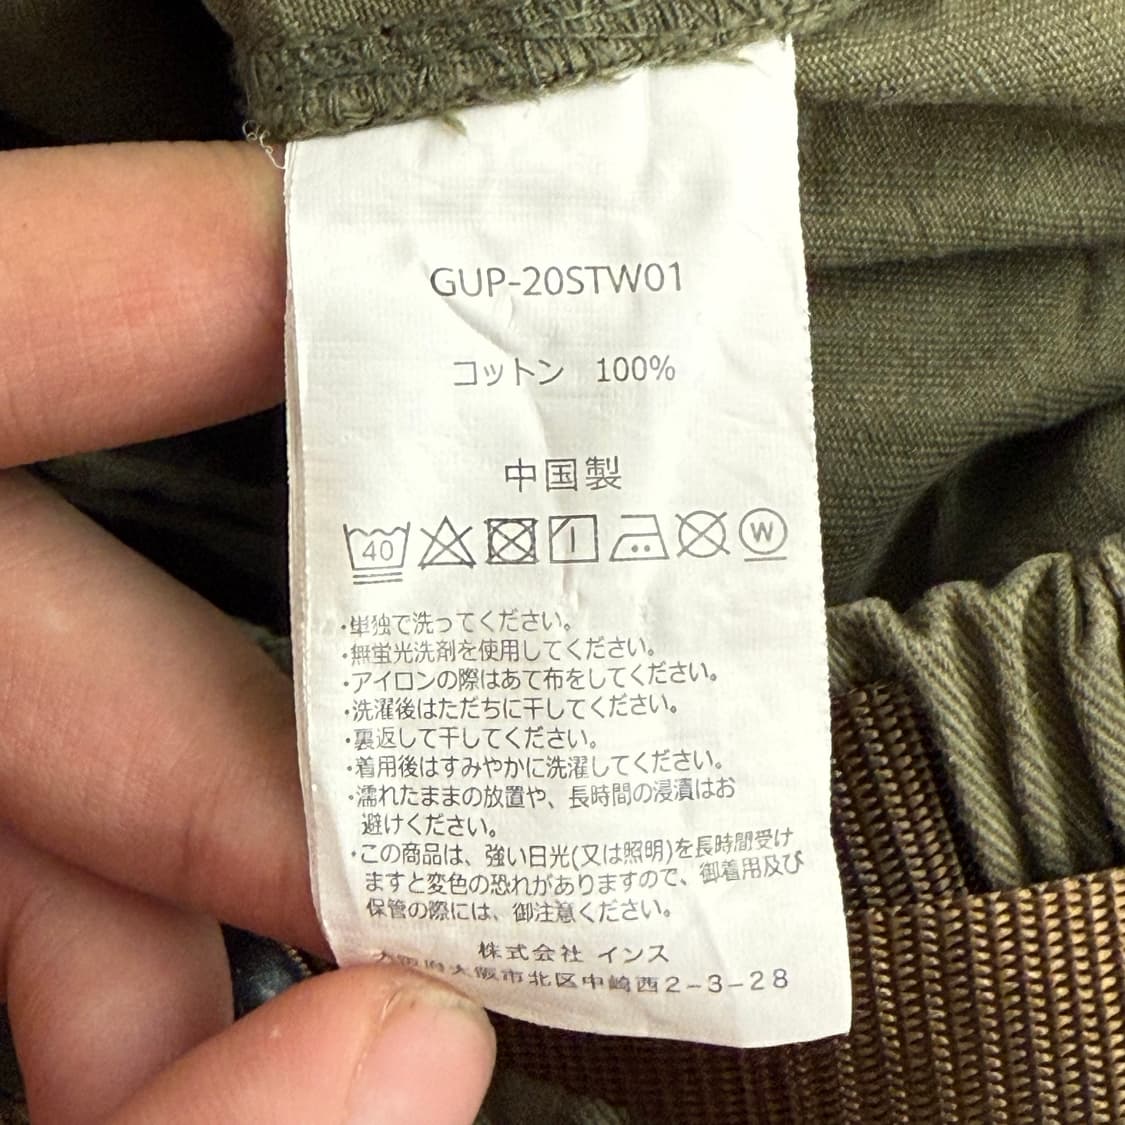 GUP-20STW01
コットン 100%
中国製
40 W
・単独で洗ってください。
・無蛍光洗剤を使用してください。
・アイロンの際はあて布をしてください。
・洗濯後はただちに干してください。
・裏返して干してください。
・着用後はすみやかに洗濯してください。
・濡れたままの放置や、長時間の浸漬はお
避けください。
・この商品は、強い日光(又は照明)を長時間受け
ますと変色の恐れがありますので、御着用及び
保管の際には、御注意ください。
株式会社 インス
大阪府大阪市北区中崎西2-3-28